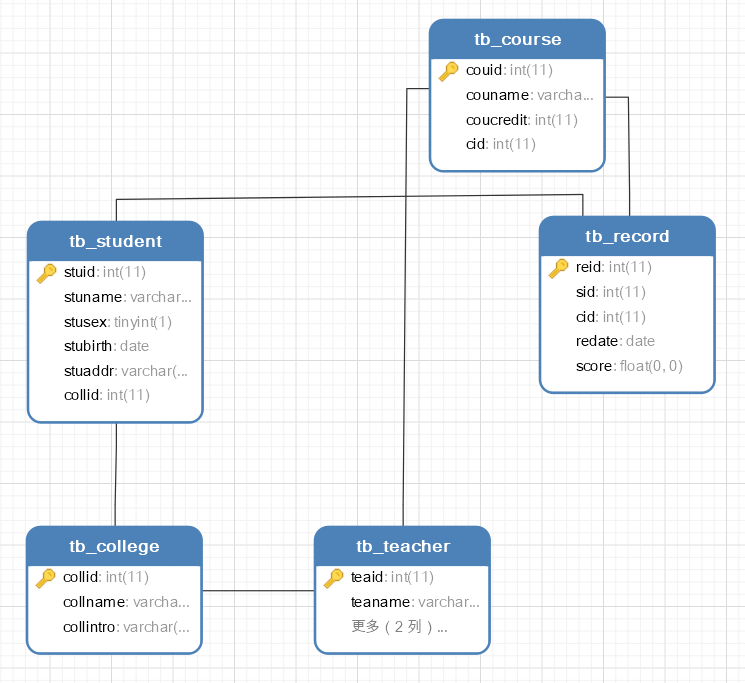 tb_course
couid: int(11)
couname: varcha...
coucredit: int(11)
cid: int(11)
tb_student
stuid: int(11)
stuname: varchar...
stusex: tinyint(1)
stubirth: date
stuaddr: varchar(...
collid: int(11)
tb_record
reid: int(11)
sid: int(11)
cid: int(11)
redate: date
score: float(0, 0)
tb_college
collid: int(11)
collname: varcha...
collintro: varchar(...
tb_teacher
teaid: int(11)
teaname: varchar...
更多（2 列）...